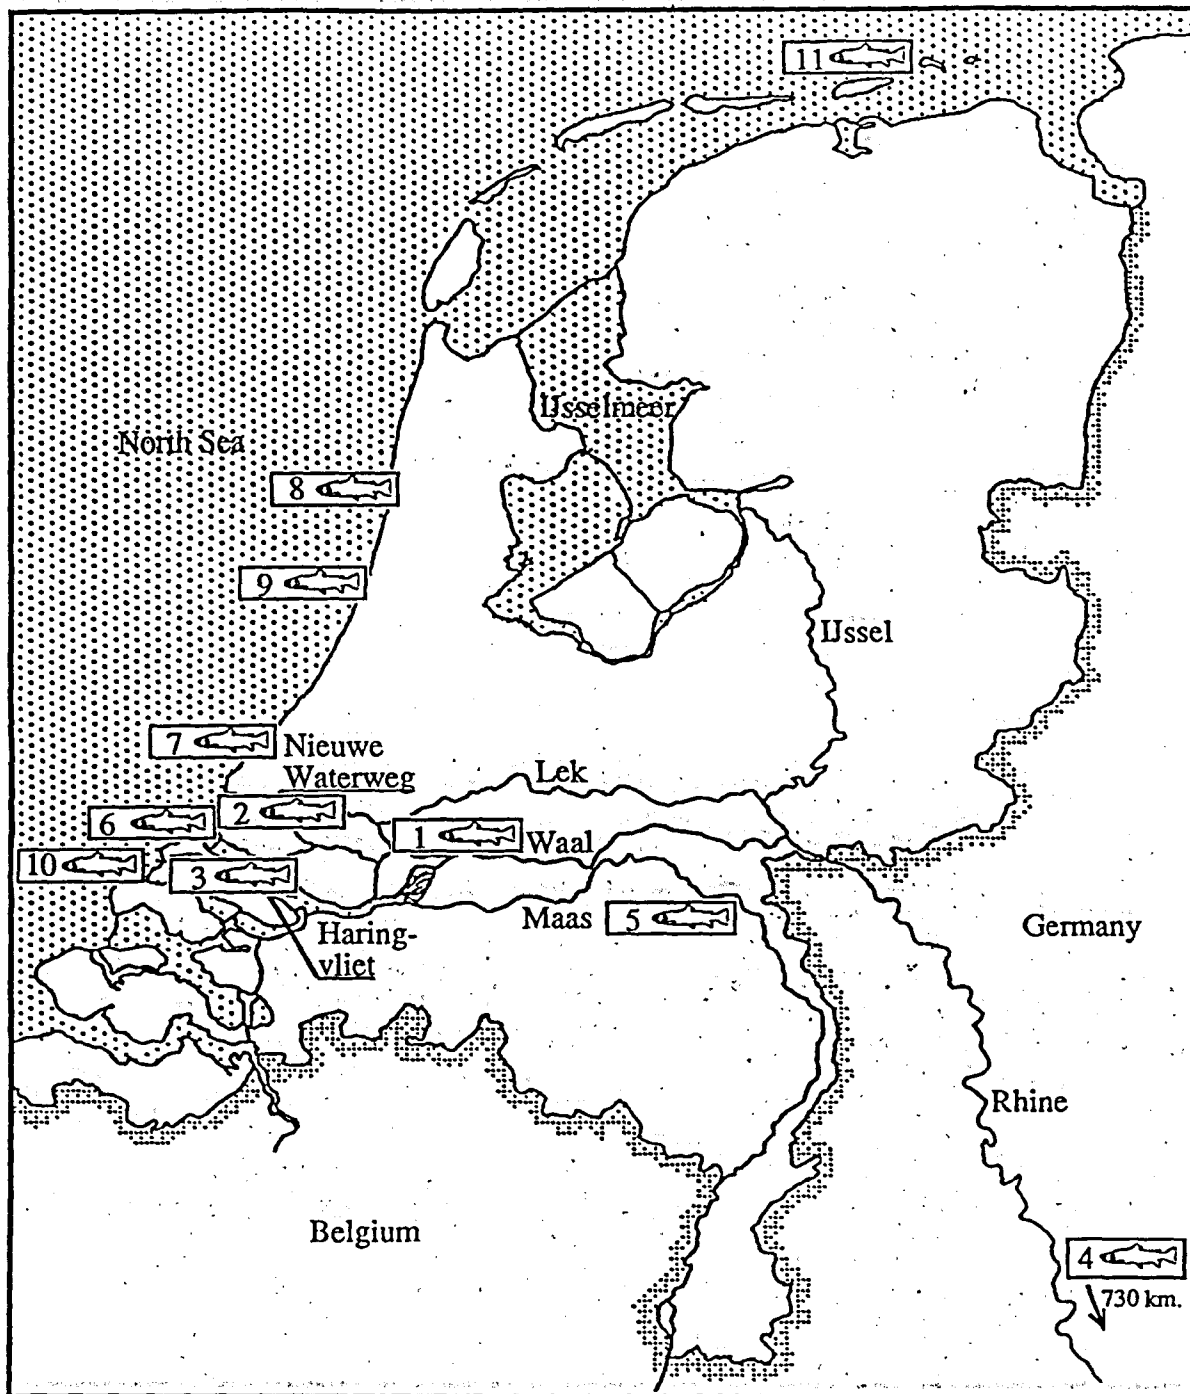 11
North Sea
IJsselmeer
8
9
IJssel
7
Nieuwe
Waterweg
Lek
2
6
1
Waal
10
3
Maas
5
Haring-
vliet
Germany
Rhine
Belgium
4
730 km.